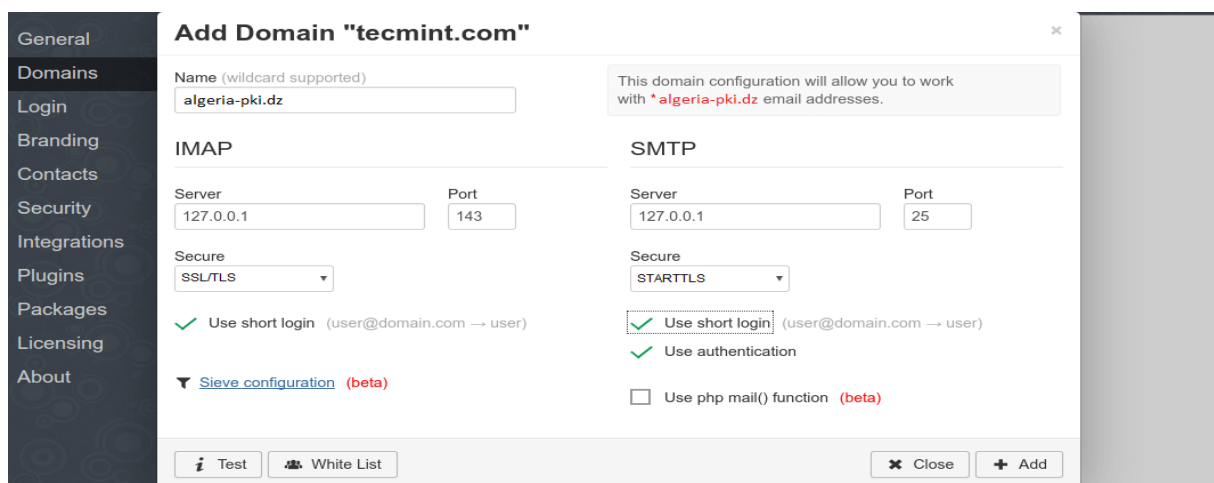 General
Domains
Login
Branding
Contacts
Security
Integrations
Plugins
Packages
Licensing
About
Add Domain "tecmint.com"
×
Name (wildcard supported)
algeria-pki.dz
This domain configuration will allow you to work
with *algeria-pki.dz email addresses.
IMAP
Server
Port
127.0.0.1
143
Secure
SSL/TLS
Use short login (user@domain.com → user)
Sieve configuration (beta)
SMTP
Server
Port
127.0.0.1
25
Secure
STARTTLS
Use short login (user@domain.com → user)
Use authentication
Use php mail() function (beta)
i Test
White List
Close
+ Add